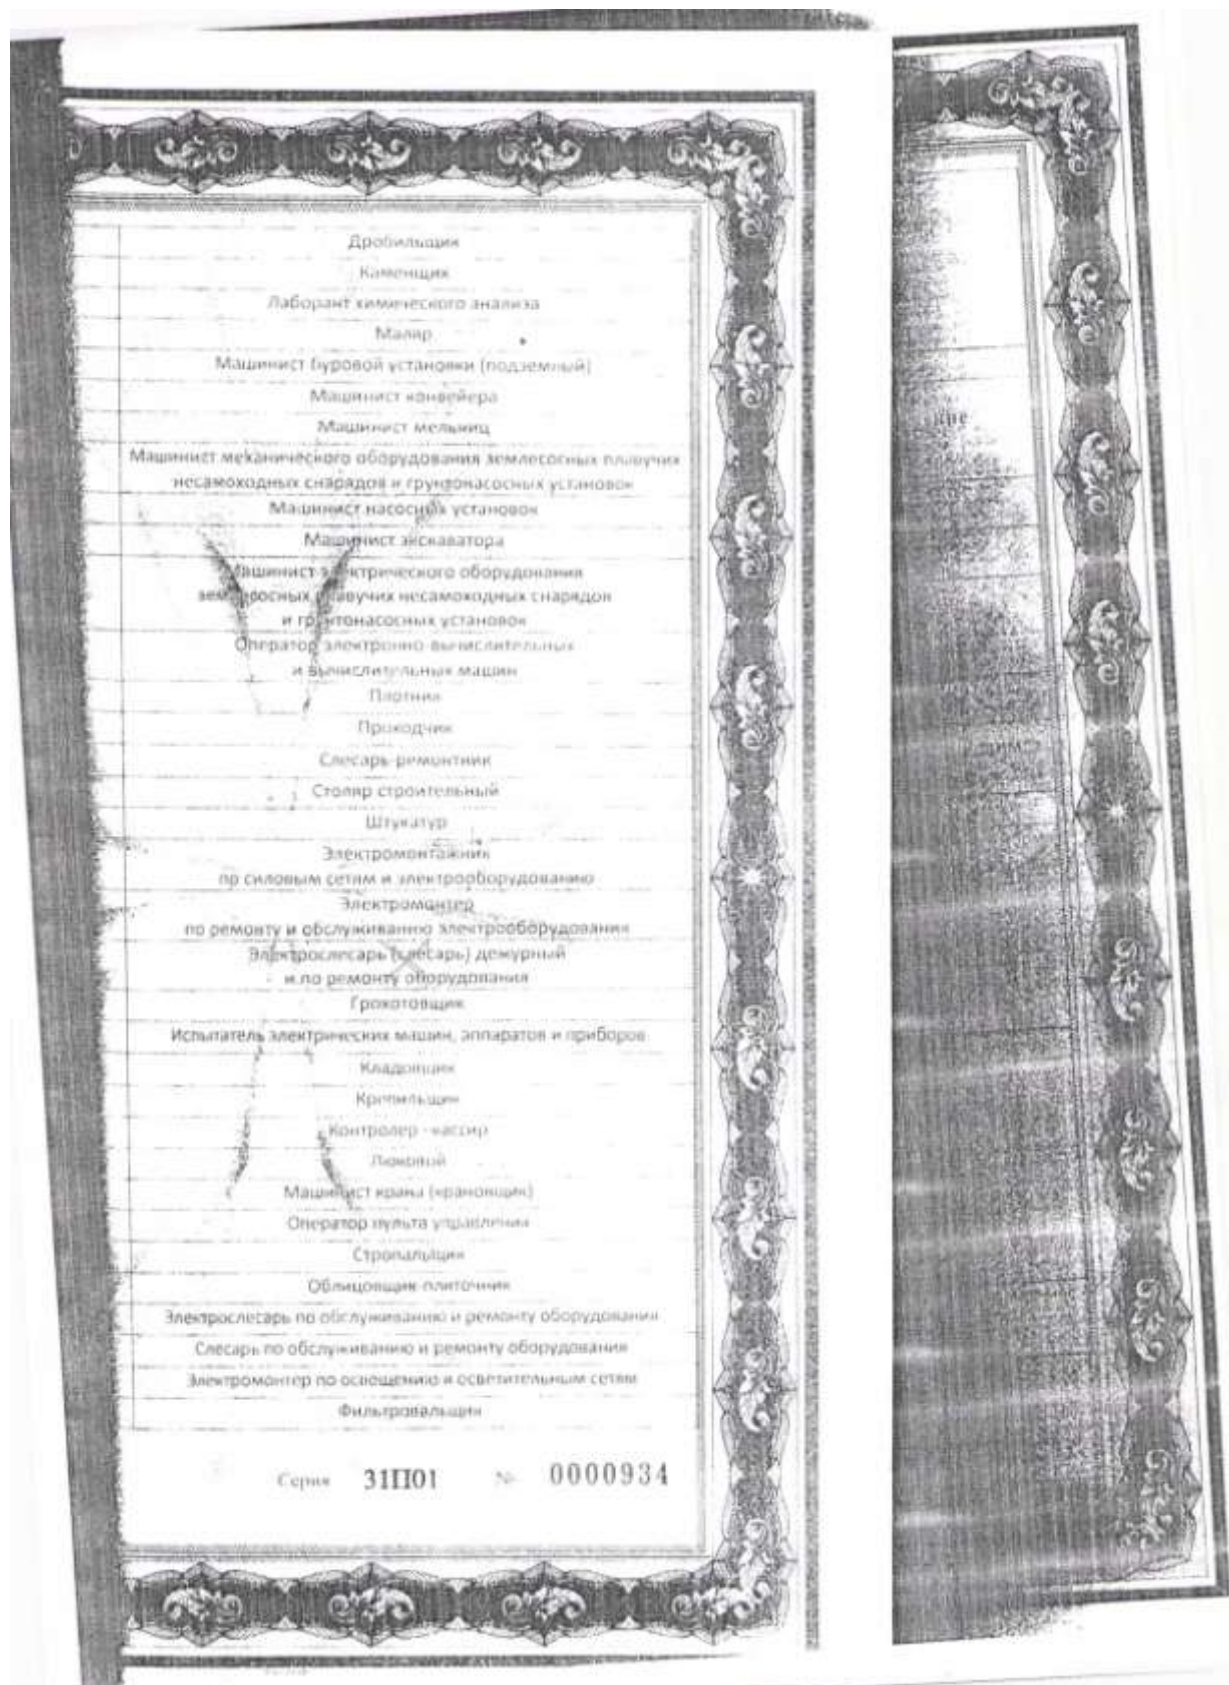 Дробильщик
Каменщик
Лаборант химического анализа
Маляр
Машинист буровой установки (подземный)
Машинист конвейера
Машинист мельниц
Машинист механического оборудования землесосных плавучих
несамоходных снарядов и грунтонасосных установок
Машинист насосных установок
Машинист экскаватора
Машинист электрического оборудования
землесосных плавучих несамоходных снарядов
и грунтонасосных установок
Оператор электронно-вычислительных
и вычислительных машин
Плотник
Проходчик
Слесарь-ремонтник
Столяр строительный
Штукатур
Электромонтажник
по силовым сетям и электрооборудованию
Электромонтер
по ремонту и обслуживанию электрооборудования
Электрослесарь (слесарь) дежурный
и по ремонту оборудования
Грохотовщик
Испытатель электрических машин, аппаратов и приборов
Кладовщик
Крепильщик
Контролер -кассир
Люковой
Машинист крана (крановщик)
Оператор пульта управления
Стропальщик
Облицовщик-плиточник
Электрослесарь по обслуживанию и ремонту оборудования
Слесарь по обслуживанию и ремонту оборудования
Электромонтер по освещению и осветительным сетям
Фильтровальщик
Серия 31П01 № 0000934